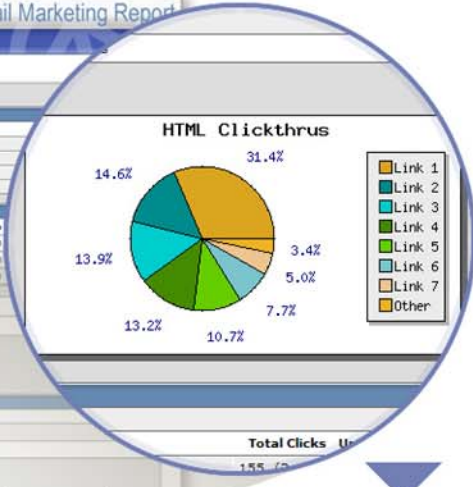 Marketing Report
HTML Clickthrus
31.4%
14.6%
13.9%
13.2%
10.7%
7.7%
5.0%
3.4%
Link 1
Link 2
Link 3
Link 4
Link 5
Link 6
Link 7
Other
Total Clicks
155